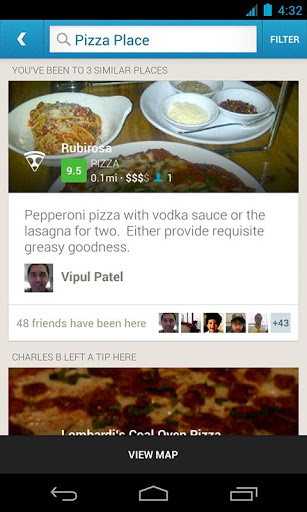 4:32
Pizza Place
FILTER
YOU'VE BEEN TO 3 SIMILAR PLACES
Rubirosa
9.5
PIZZA
0.1mi · $$$$ 1
Pepperoni pizza with vodka sauce or the
lasagna for two.  Either provide requisite
greasy goodness.
Vipul Patel
48 friends have been here
+43
CHARLES B LEFT A TIP HERE
Lombardi's Coal Oven Pizza
VIEW MAP